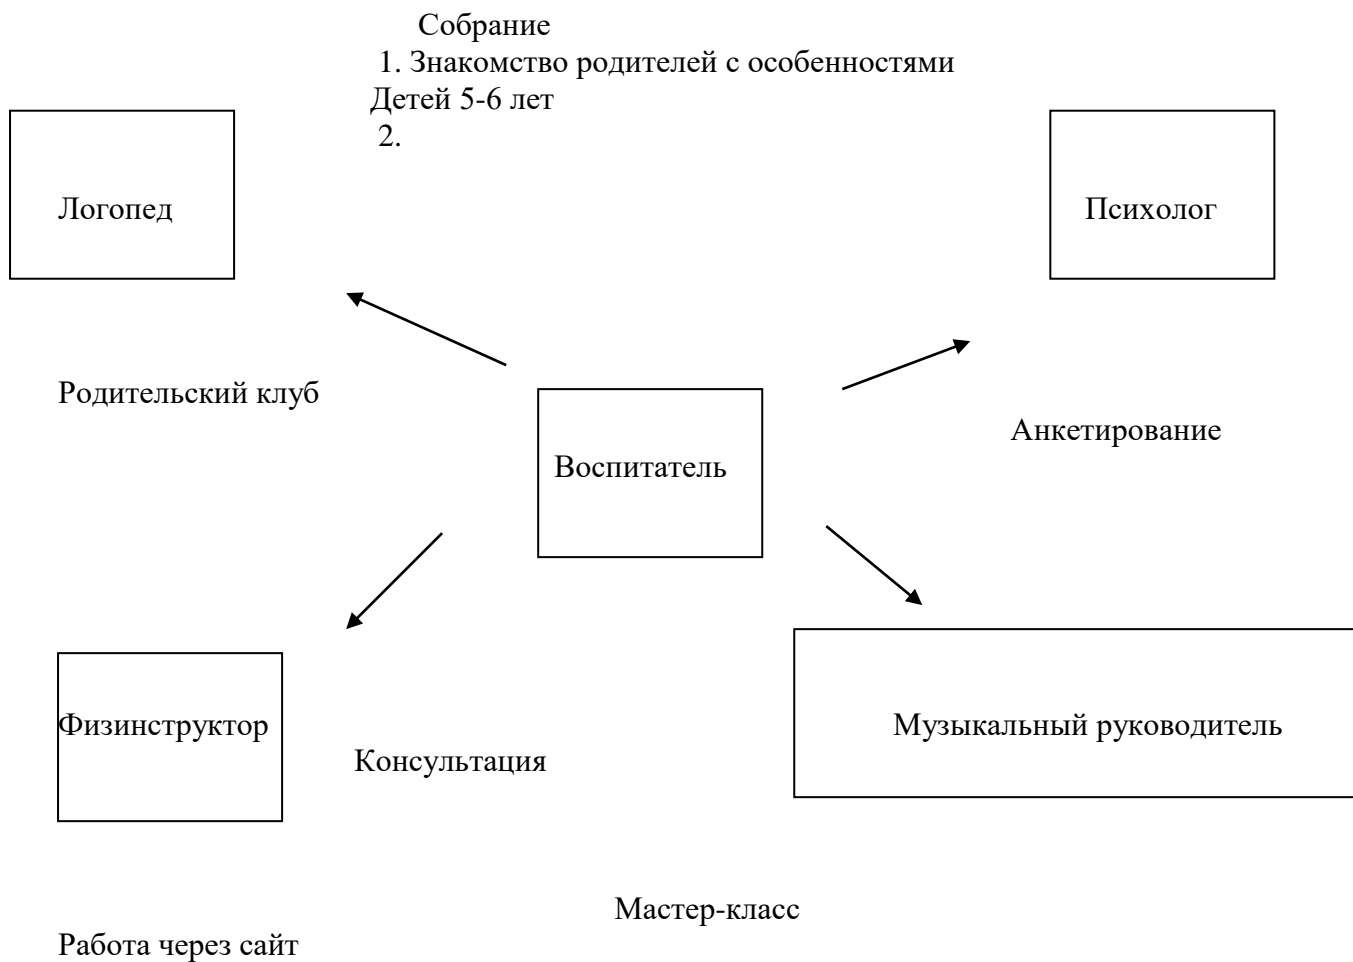 Собрание
1. Знакомство родителей с особенностями
Детей 5-6 лет
2.
Логопед
Психолог
Родительский клуб
Анкетирование
Воспитатель
Физинструктор
Музыкальный руководитель
Консультация
Мастер-класс
Работа через сайт